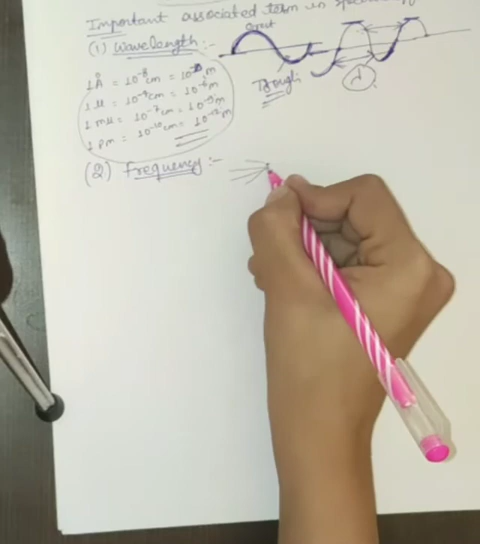 Important associated term in
(1) Wavelength :-
Crest
Trough
d
1 Å = 10⁻⁸ cm = 10⁻¹⁰ m
1 μ = 10⁻⁴ cm = 10⁻⁶ m
1 mμ = 10⁻⁷ cm = 10⁻⁹ m
1 pm = 10⁻¹⁰ cm = 10⁻¹² m
(2) Frequency :-